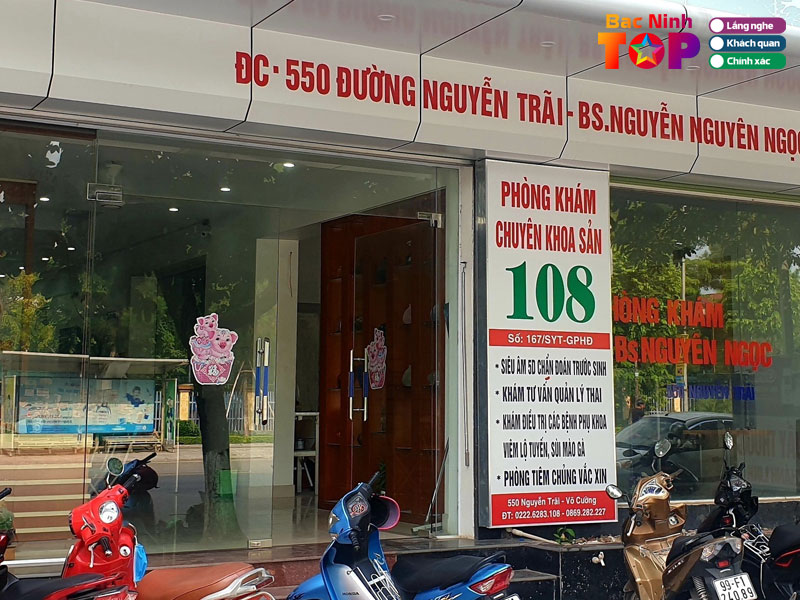 Bắc Ninh
TOP
Lắng nghe
Khách quan
Chính xác
ĐC - 550 ĐƯỜNG NGUYỄN TRÃI - BS.NGUYỄN NGUYÊN NGỌC
PHÒNG KHÁM
CHUYÊN KHOA SẢN
108
Số: 167/SYT-GPHĐ
• SIÊU ÂM 5D CHẨN ĐOÁN TRƯỚC SINH
• KHÁM TƯ VẤN QUẢN LÝ THAI
• KHÁM ĐIỀU TRỊ CÁC BỆNH PHỤ KHOA
VIÊM LỘ TUYẾN, SÙI MÀO GÀ
• PHÒNG TIÊM CHỦNG VẮC XIN
550 Nguyễn Trãi - Võ Cường
ĐT: 0222.6283.108 - 0869.282.227
PHÒNG KHÁM
Bs.NGUYÊN NGỌC
HONDA
99-F1